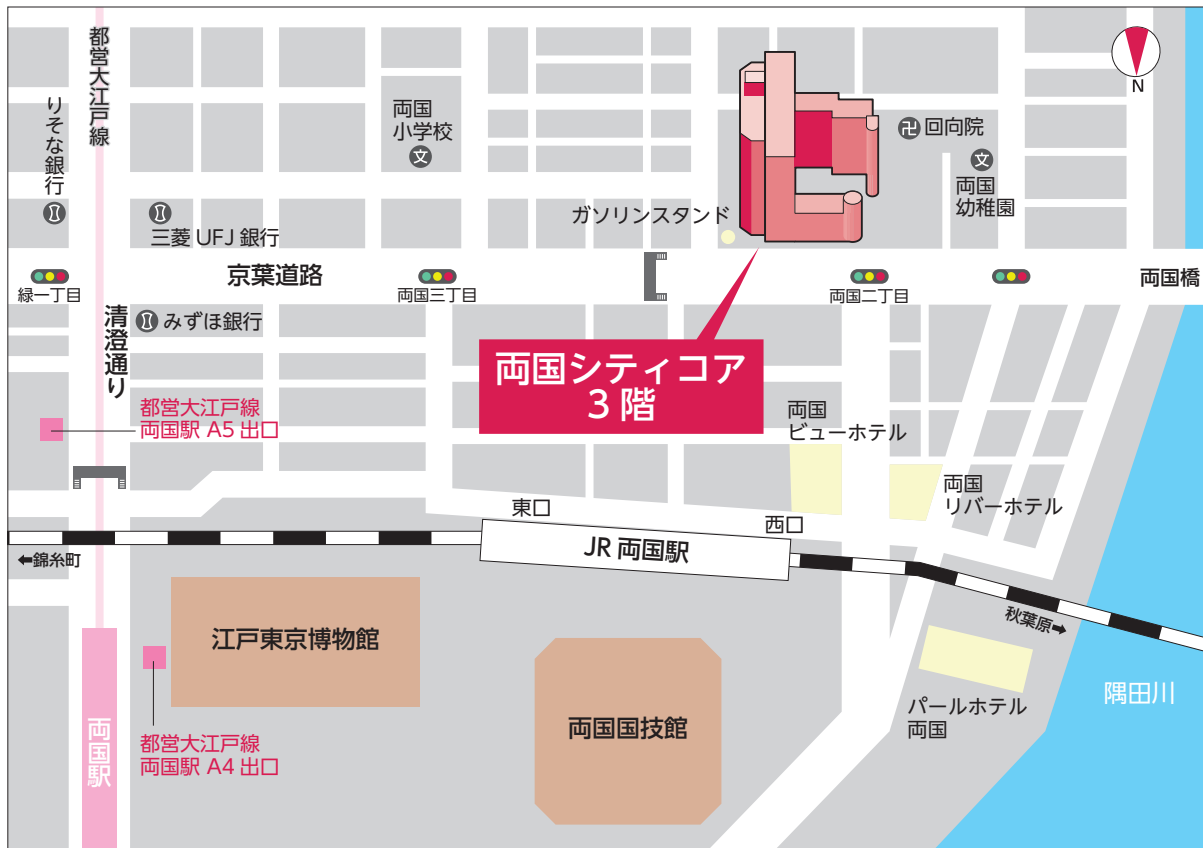 都営大江戸線
N
りそな銀行
両国
小学校
文
卍
回向院
文
両国
幼稚園
ガソリンスタンド
三菱 UFJ 銀行
京葉道路
両国橋
緑一丁目
両国三丁目
両国二丁目
清澄通り
みずほ銀行
両国シティコア
3 階
都営大江戸線
両国駅 A5 出口
両国
ビューホテル
両国
リバーホテル
東口
西口
JR 両国駅
←錦糸町
秋葉原➡
江戸東京博物館
両国国技館
パールホテル
両国
隅田川
両国駅
都営大江戸線
両国駅 A4 出口